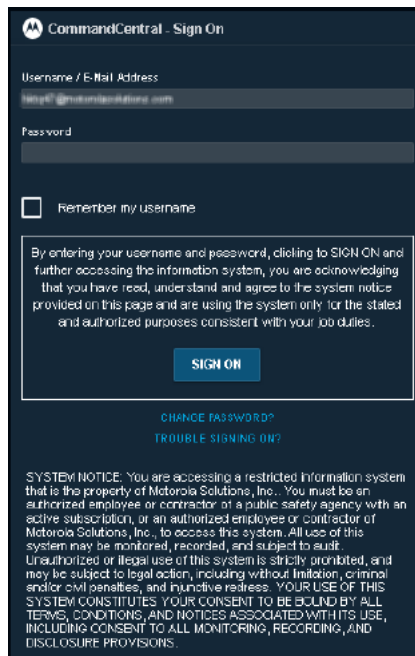 CommandCentral - Sign On
Username / E-Mail Address
@motorolasolutions.com
Password
Remember my username
By entering your username and password, clicking to SIGN ON and
further accessing the information system, you are acknowledging
that you have read, understand and agree to the system notice
provided on this page and are using the system only for the stated
and authorized purposes consistent with your job duties.
SIGN ON
CHANGE PASSWORD?
TROUBLE SIGNING ON?
SYSTEM NOTICE: You are accessing a restricted information system
that is the property of Motorola Solutions, Inc.. You must be an
authorized employee or contractor of a public safety agency with an
active subscription, or an authorized employee or contractor of
Motorola Solutions, Inc., to access this system. All use of this
system may be monitored, recorded, and subject to audit.
Unauthorized or illegal use of this system is strictly prohibited, and
may be subject to legal action, including without limitation, criminal
and/or civil penalties, and injunctive redress. YOUR USE OF THIS
SYSTEM CONSTITUTES YOUR CONSENT TO BE BOUND BY ALL
TERMS, CONDITIONS, AND NOTICES ASSOCIATED WITH ITS USE,
INCLUDING CONSENT TO ALL MONITORING, RECORDING, AND
DISCLOSURE PROVISIONS.